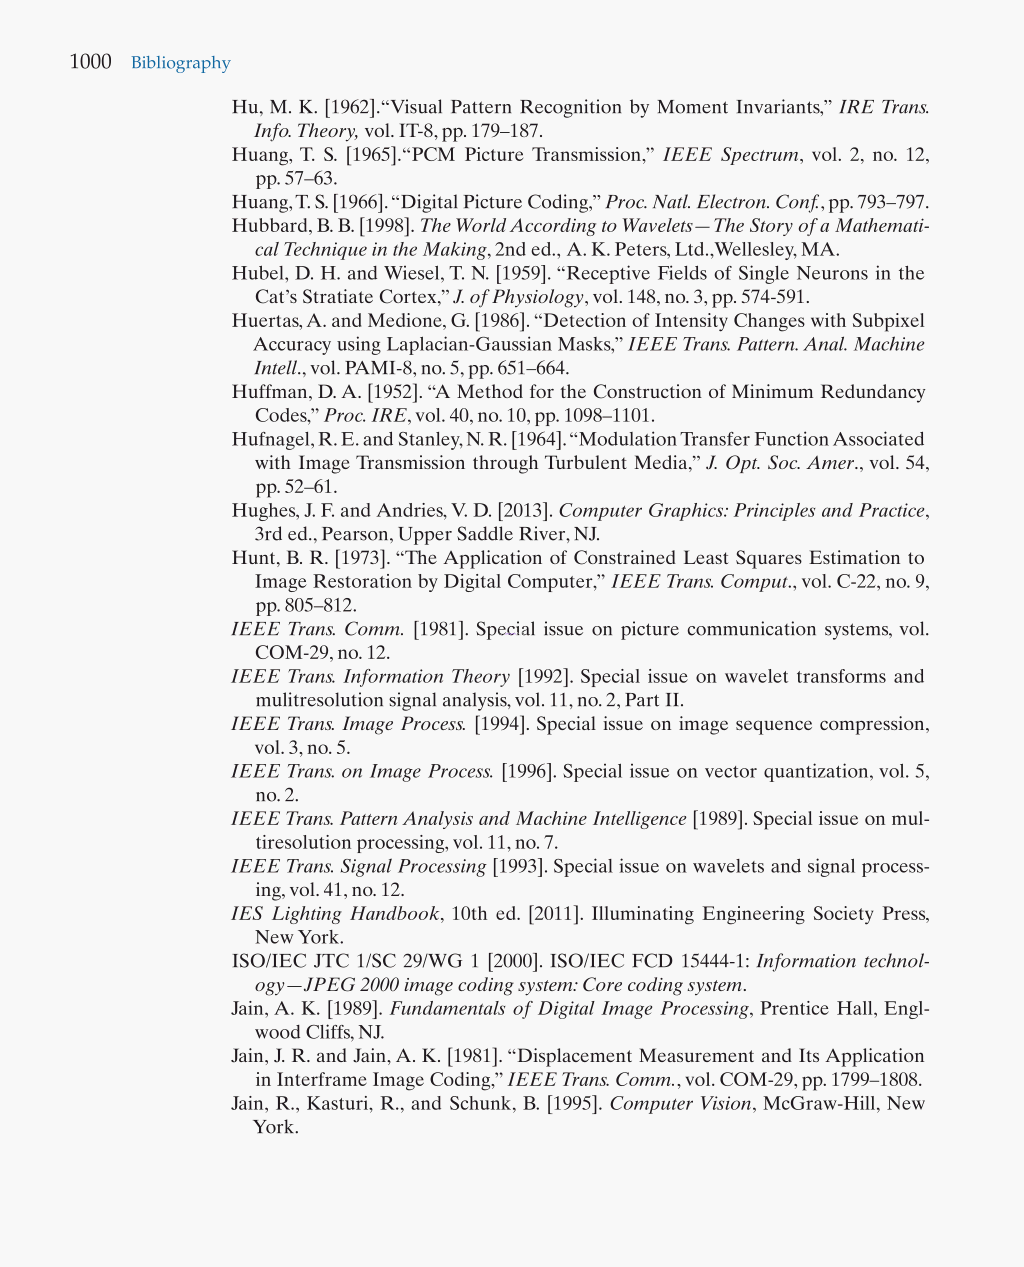 1000 Bibliography
Hu, M. K. [1962].“Visual Pattern Recognition by Moment Invariants,” IRE Trans.
Info. Theory, vol. IT-8, pp. 179–187.
Huang, T. S. [1965].“PCM Picture Transmission,” IEEE Spectrum, vol. 2, no. 12,
pp. 57–63.
Huang, T. S. [1966]. “Digital Picture Coding,” Proc. Natl. Electron. Conf., pp. 793–797.
Hubbard, B. B. [1998]. The World According to Wavelets—The Story of a Mathemati-
cal Technique in the Making, 2nd ed., A. K. Peters, Ltd.,Wellesley, MA.
Hubel, D. H. and Wiesel, T. N. [1959]. “Receptive Fields of Single Neurons in the
Cat’s Stratiate Cortex,” J. of Physiology, vol. 148, no. 3, pp. 574-591.
Huertas, A. and Medione, G. [1986]. “Detection of Intensity Changes with Subpixel
Accuracy using Laplacian-Gaussian Masks,” IEEE Trans. Pattern. Anal. Machine
Intell., vol. PAMI-8, no. 5, pp. 651–664.
Huffman, D. A. [1952]. “A Method for the Construction of Minimum Redundancy
Codes,” Proc. IRE, vol. 40, no. 10, pp. 1098–1101.
Hufnagel, R. E. and Stanley, N. R. [1964]. “Modulation Transfer Function Associated
with Image Transmission through Turbulent Media,” J. Opt. Soc. Amer., vol. 54,
pp. 52–61.
Hughes, J. F. and Andries, V. D. [2013]. Computer Graphics: Principles and Practice,
3rd ed., Pearson, Upper Saddle River, NJ.
Hunt, B. R. [1973]. “The Application of Constrained Least Squares Estimation to
Image Restoration by Digital Computer,” IEEE Trans. Comput., vol. C-22, no. 9,
pp. 805–812.
IEEE Trans. Comm. [1981]. Special issue on picture communication systems, vol.
COM-29, no. 12.
IEEE Trans. Information Theory [1992]. Special issue on wavelet transforms and
mulitresolution signal analysis, vol. 11, no. 2, Part II.
IEEE Trans. Image Process. [1994]. Special issue on image sequence compression,
vol. 3, no. 5.
IEEE Trans. on Image Process. [1996]. Special issue on vector quantization, vol. 5,
no. 2.
IEEE Trans. Pattern Analysis and Machine Intelligence [1989]. Special issue on mul-
tiresolution processing, vol. 11, no. 7.
IEEE Trans. Signal Processing [1993]. Special issue on wavelets and signal process-
ing, vol. 41, no. 12.
IES Lighting Handbook, 10th ed. [2011]. Illuminating Engineering Society Press,
New York.
ISO/IEC JTC 1/SC 29/WG 1 [2000]. ISO/IEC FCD 15444-1: Information technol-
ogy—JPEG 2000 image coding system: Core coding system.
Jain, A. K. [1989]. Fundamentals of Digital Image Processing, Prentice Hall, Engl-
wood Cliffs, NJ.
Jain, J. R. and Jain, A. K. [1981]. “Displacement Measurement and Its Application
in Interframe Image Coding,” IEEE Trans. Comm., vol. COM-29, pp. 1799–1808.
Jain, R., Kasturi, R., and Schunk, B. [1995]. Computer Vision, McGraw-Hill, New
York.